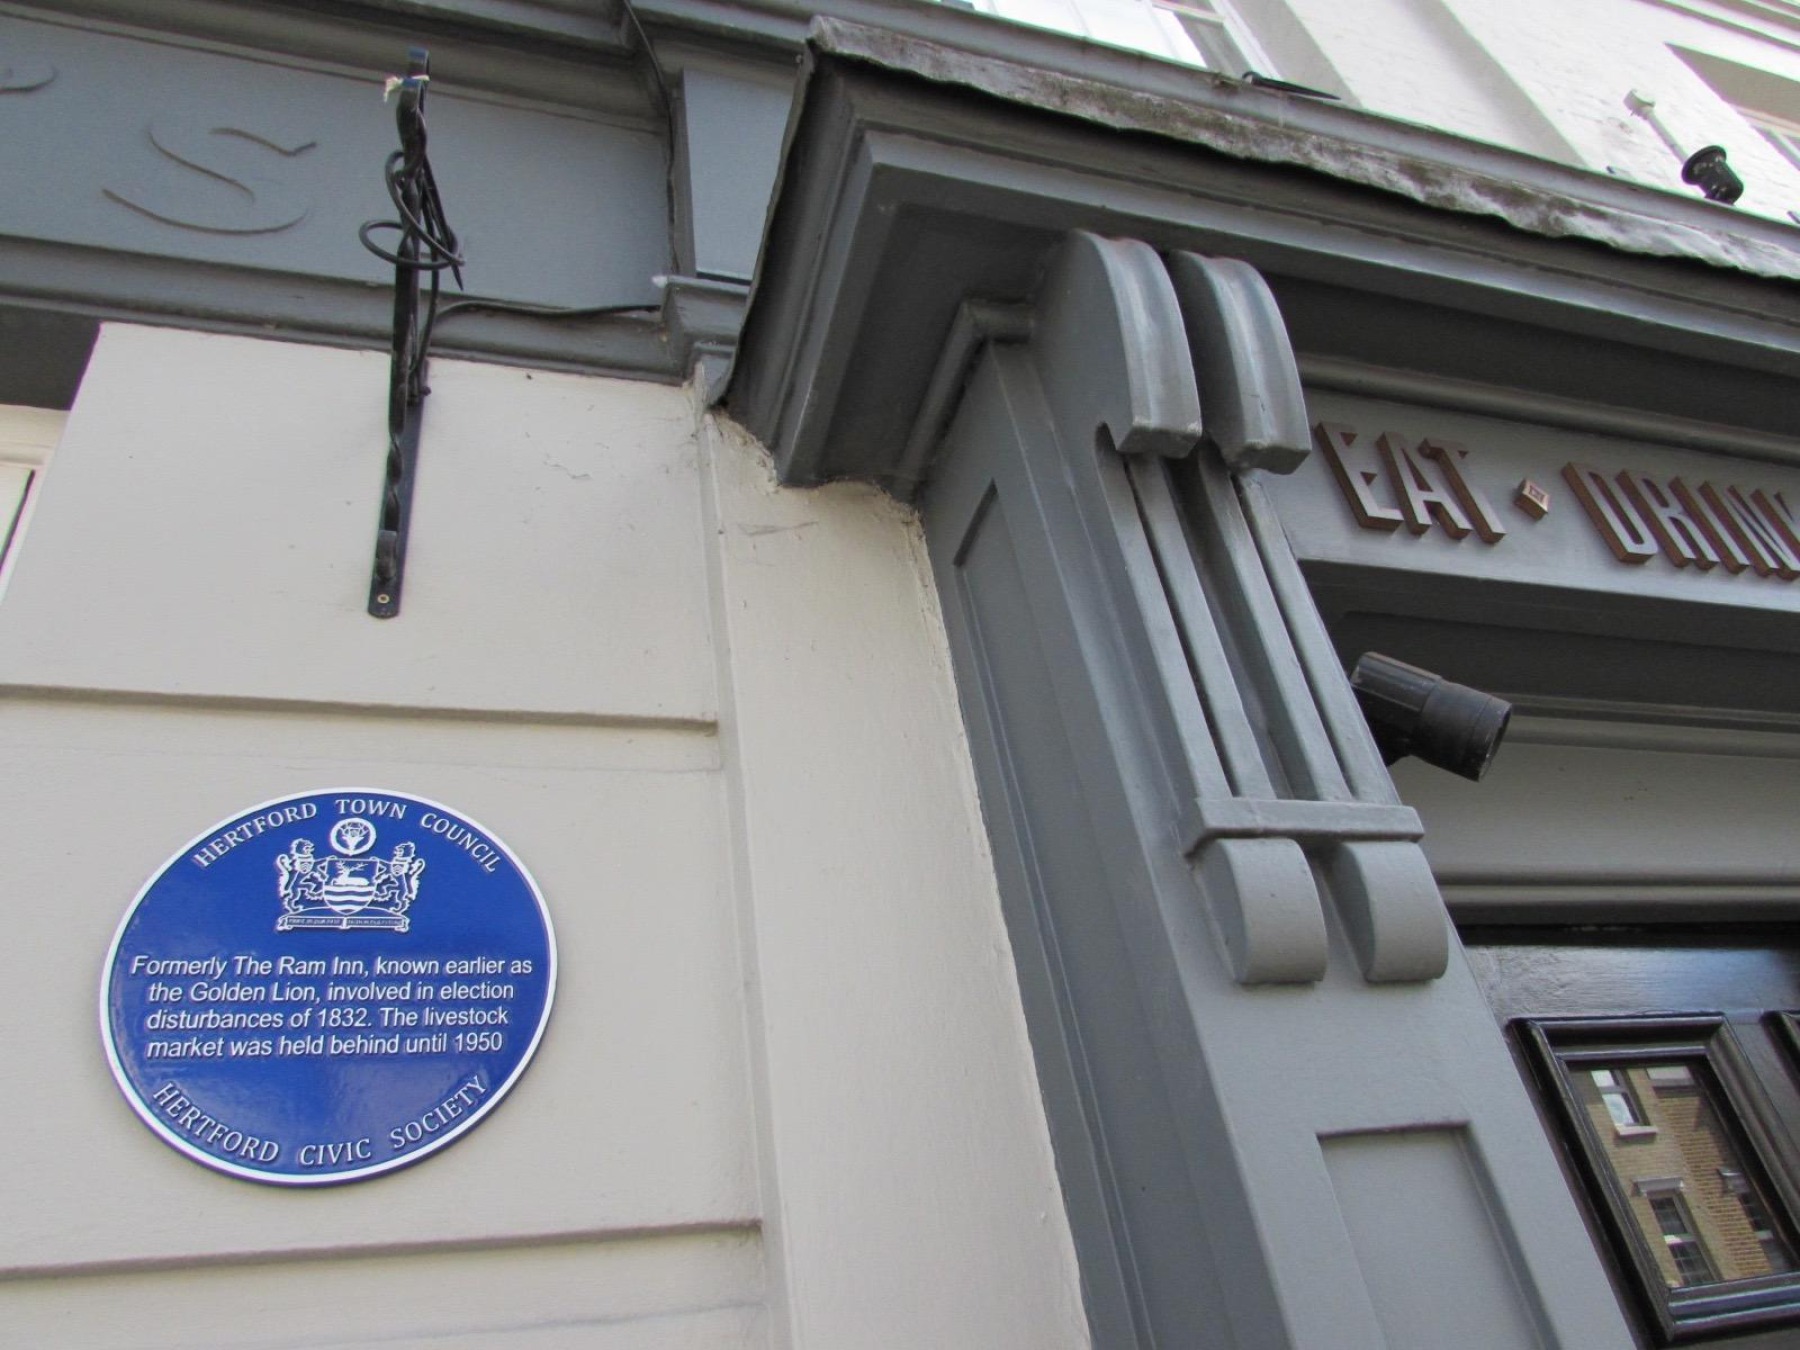 S
EAT · DRINK
HERTFORD TOWN COUNCIL
Formerly The Ram Inn, known earlier as
the Golden Lion, involved in election
disturbances of 1832. The livestock
market was held behind until 1950
HERTFORD CIVIC SOCIETY